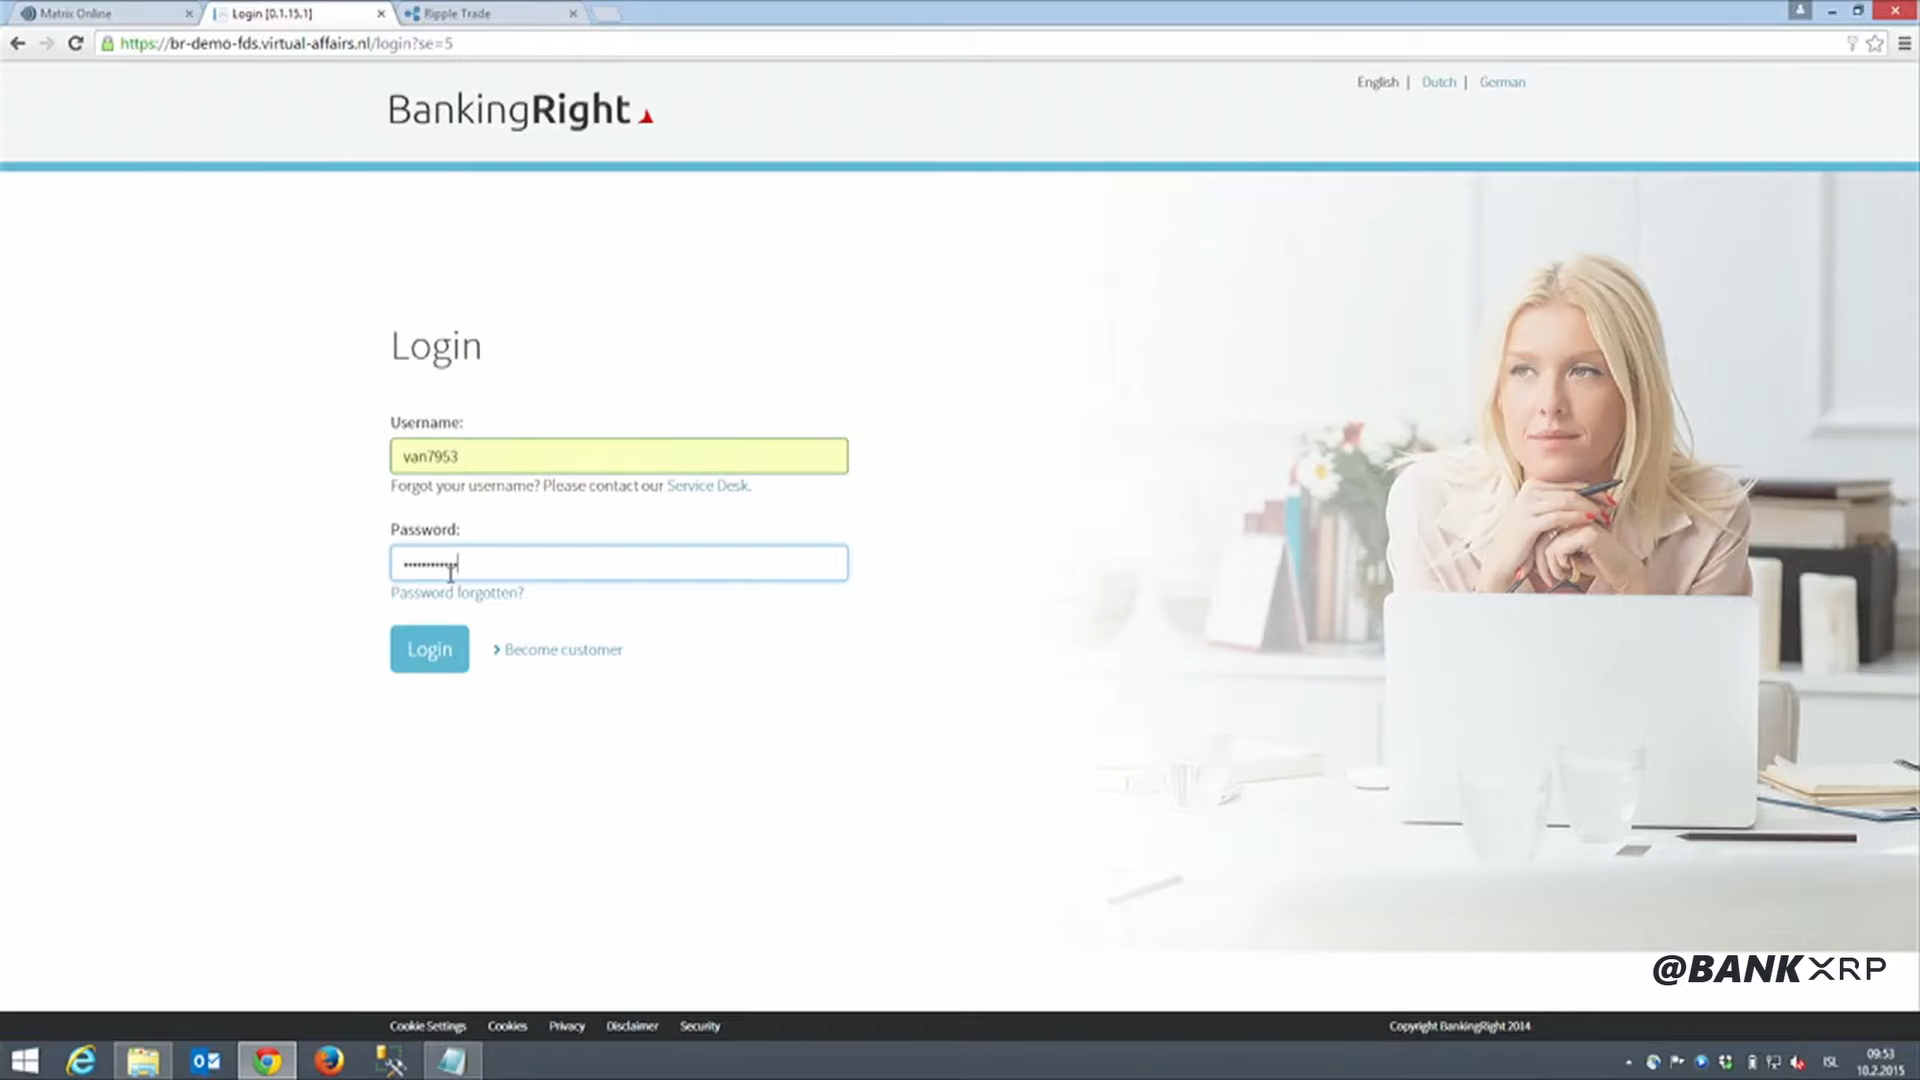 Matrix Online
Login [0.1.15.1]
Ripple Trade
https://br-demo-fds.virtual-affairs.nl/login?se=5
English | Dutch | German
BankingRight
Login
Username:
van7953
Forgot your username? Please contact our Service Desk.
Password:
Password forgotten?
Login
Become customer
@BANKXRP
Cookie Settings Cookies Privacy Disclaimer Security
Copyright BankingRight 2014
ISL
09:53
10.2.2015